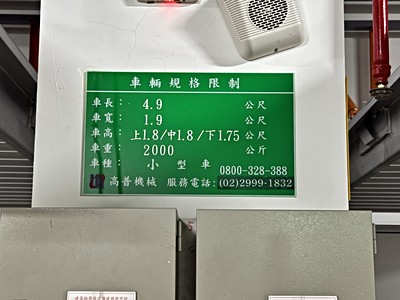 車輛規格限制
車長： 4.9 公尺
車寬： 1.9 公尺
車高： 上1.8/中1.8/下1.75 公尺
車重： 2000 公斤
車種： 小型車 0800-328-388
高普機械 服務電話：(02)2999-1832